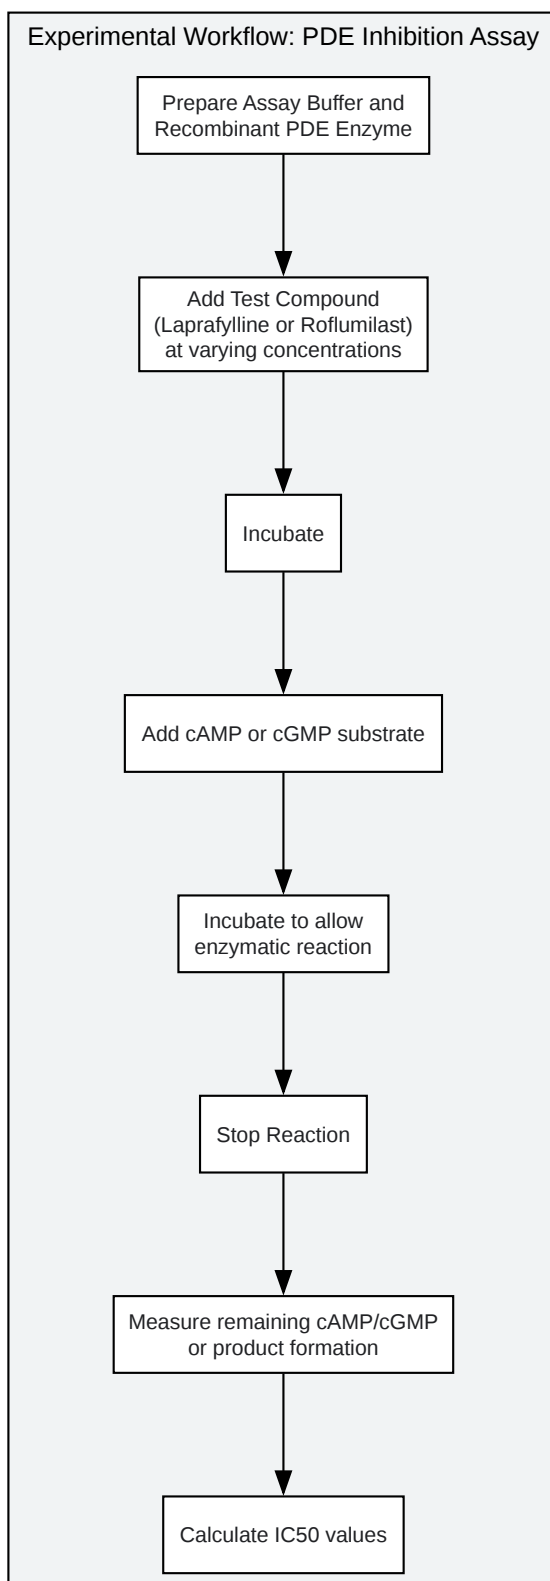 Experimental Workflow: PDE Inhibition Assay
Prepare Assay Buffer and
Recombinant PDE Enzyme
Add Test Compound
(Laprafylline or Roflumilast)
at varying concentrations
Incubate
Add cAMP or cGMP substrate
Incubate to allow
enzymatic reaction
Stop Reaction
Measure remaining cAMP/cGMP
or product formation
Calculate IC50 values